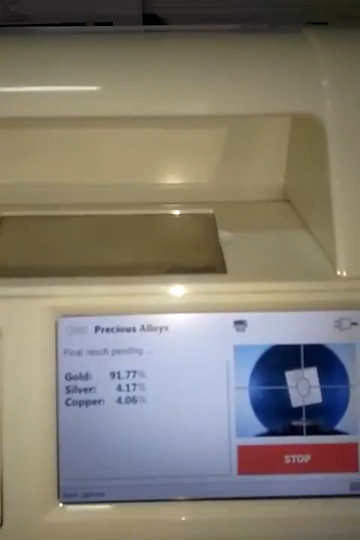 Precious Alloys
Final result pending ...
Gold: 91.77%
Silver: 4.17%
Copper: 4.06%
STOP